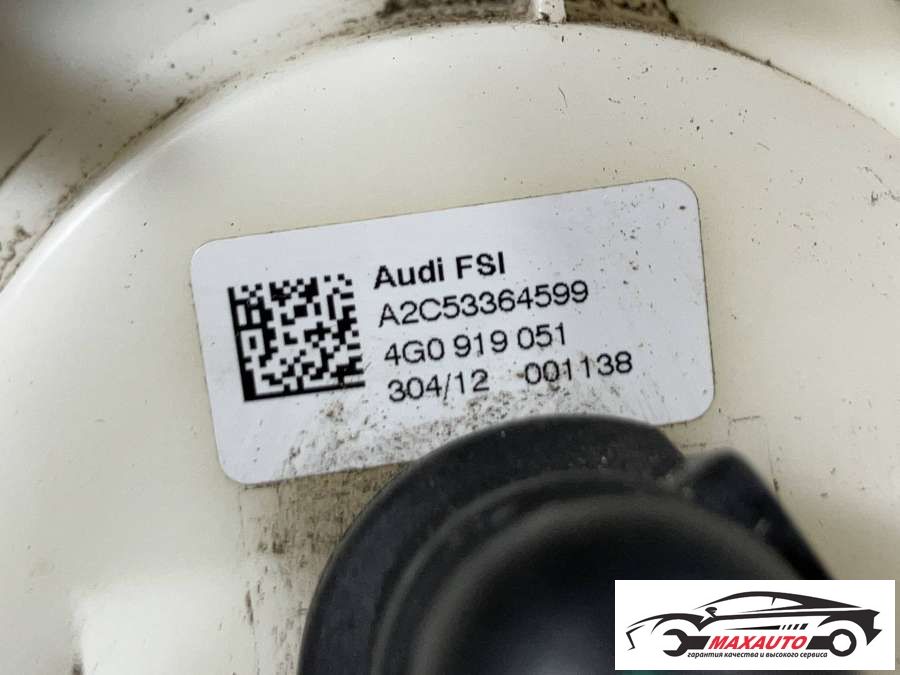 Audi FSI
A2C53364599
4G0 919 051
304/12 001138
MAXAUTO
гарантия качества и высокого сервиса